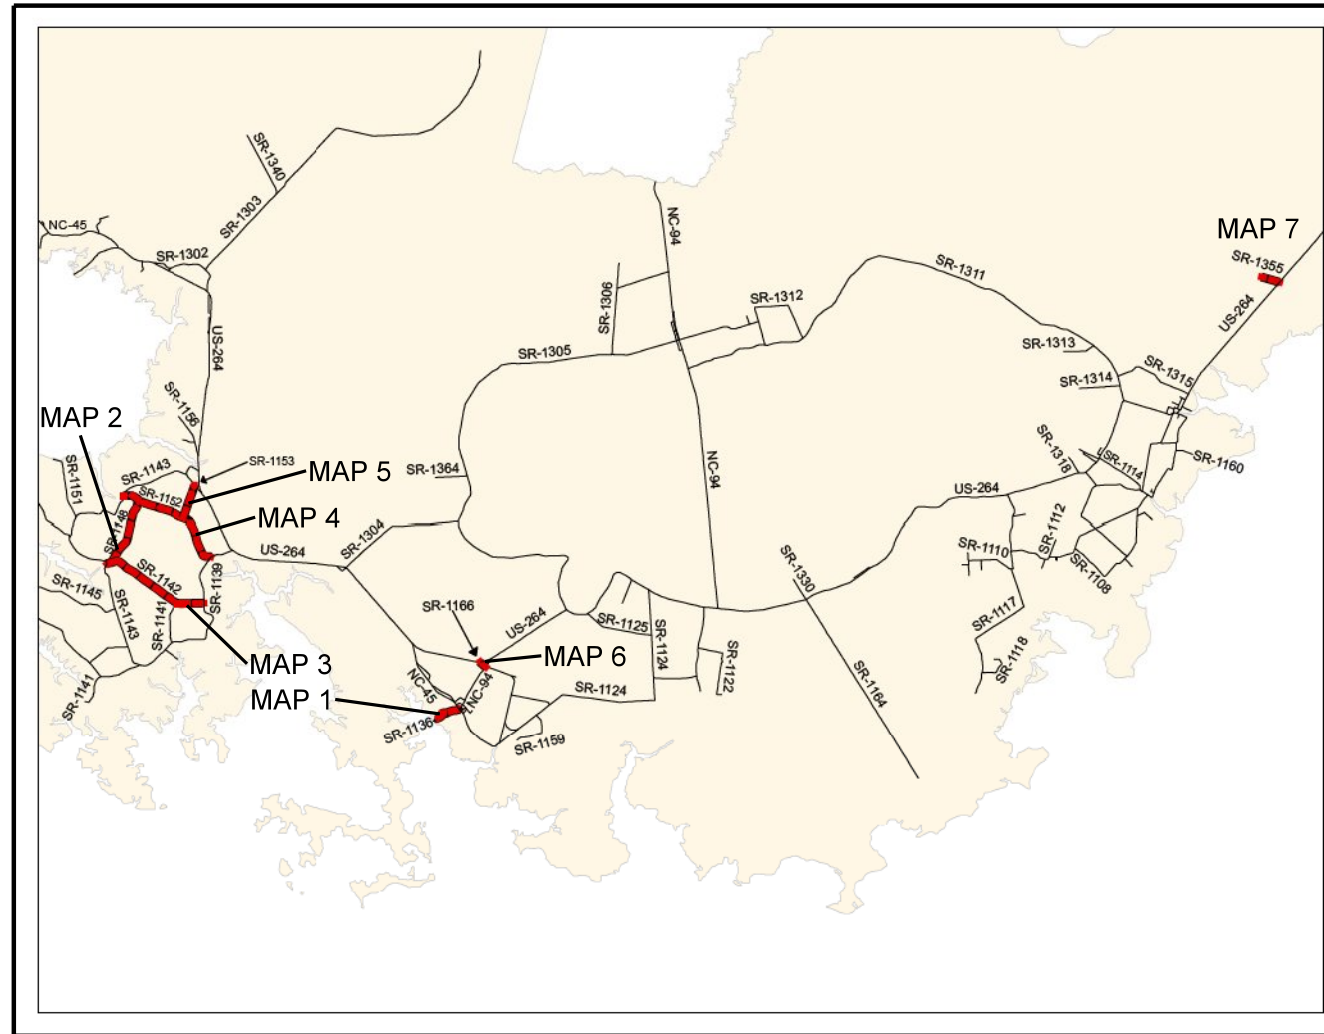 SR-1340
NC-45
SR-1303
SR-1302
NC-94
MAP 7
SR-1355
SR-1311
US-264
SR-1306
SR-1312
US-264
SR-1305
SR-1313
SR-1314
SR-1315
SR-1156
MAP 2
SR-1151
SR-1143
SR-1153
MAP 5
SR-1152
SR-1364
NC-94
SR-1318
SR-1114
SR-1160
US-264
MAP 4
SR-1148
SR-1304
SR-1112
US-264
SR-1110
SR-1108
SR-1142
SR-1139
SR-1145
SR-1330
SR-1143
SR-1141
SR-1166
US-264
SR-1125
SR-1124
SR-1117
SR-1118
MAP 3
MAP 6
SR-1122
SR-1141
MAP 1
NC-45
NC-94
SR-1124
SR-1164
SR-1136
SR-1159